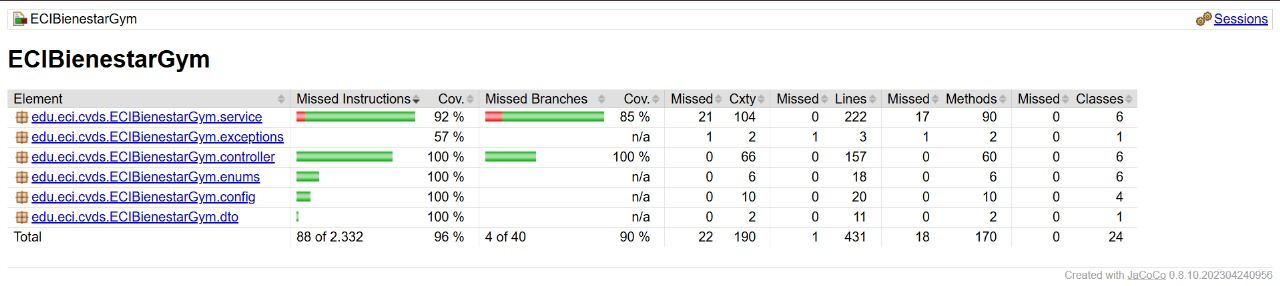 ECIBienestarGym Sessions
ECIBienestarGym
Element Missed Instructions Cov. Missed Branches Cov. Missed Cxty Missed Lines Missed Methods Missed Classes
edu.eci.cvds.ECIBienestarGym.service 92 % 85 % 21 104 0 222 17 90 0 6
edu.eci.cvds.ECIBienestarGym.exceptions 57 % n/a 1 2 1 3 1 2 0 1
edu.eci.cvds.ECIBienestarGym.controller 100 % 100 % 0 66 0 157 0 60 0 6
edu.eci.cvds.ECIBienestarGym.enums 100 % n/a 0 6 0 18 0 6 0 6
edu.eci.cvds.ECIBienestarGym.config 100 % n/a 0 10 0 20 0 10 0 4
edu.eci.cvds.ECIBienestarGym.dto 100 % n/a 0 2 0 11 0 2 0 1
Total 88 of 2.332 96 % 4 of 40 90 % 22 190 1 431 18 170 0 24
Created with JaCoCo 0.8.10.202304240956